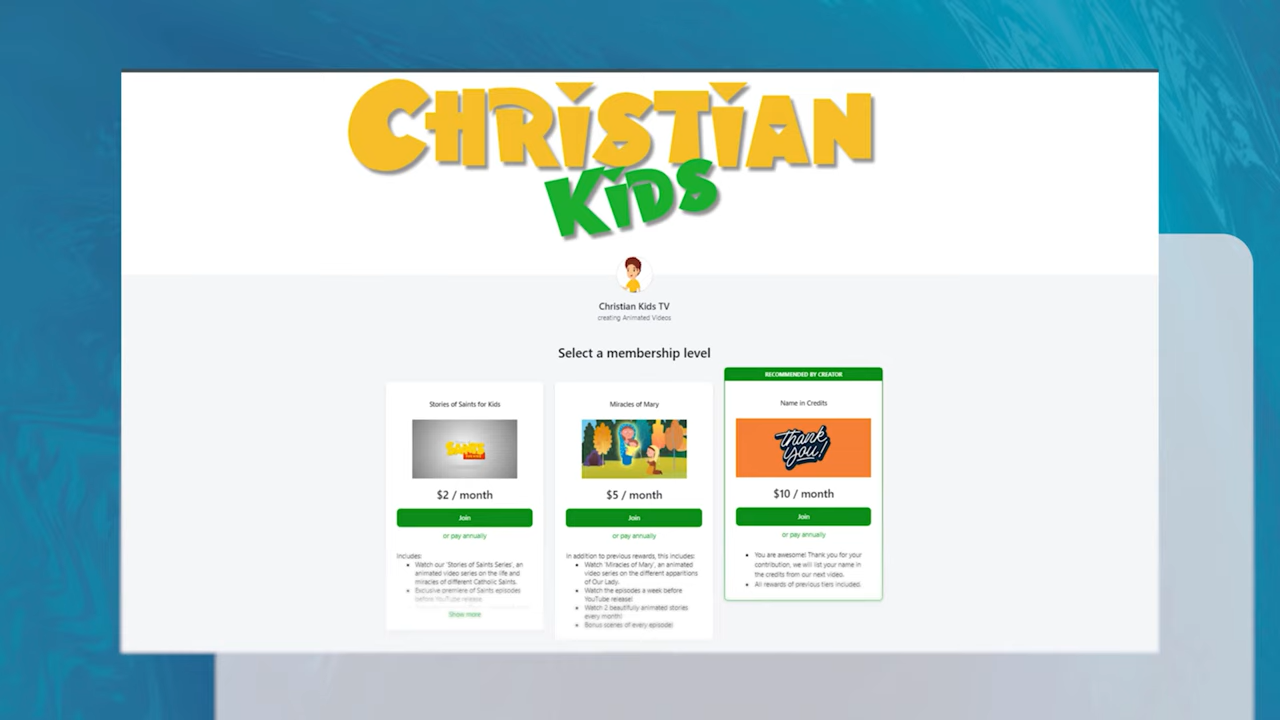 CHRISTIAN
KIDS
Christian Kids TV
creating Animated Videos
Select a membership level
Stories of Saints for Kids
$2 / month
Join
or pay annually
Includes:
Watch our 'Stories of Saints Series', an
animated video series on the life and
miracles of different Catholic Saints.
Exclusive premiere of Saints episodes
before YouTube release
Show more
Miracles of Mary
$5 / month
Join
or pay annually
In addition to previous rewards, this includes:
Watch 'Miracles of Mary', an animated
video series on the different apparitions
of Our Lady.
Watch the episodes a week before
YouTube release!
Watch 2 beautifully animated stories
every month!
Bonus scenes of every episode!
RECOMMENDED BY CREATOR
Name in Credits
thank
you!
$10 / month
Join
or pay annually
You are awesome! Thank you for your
contribution, we will list your name in
the credits from our next video.
All rewards of previous tiers included.